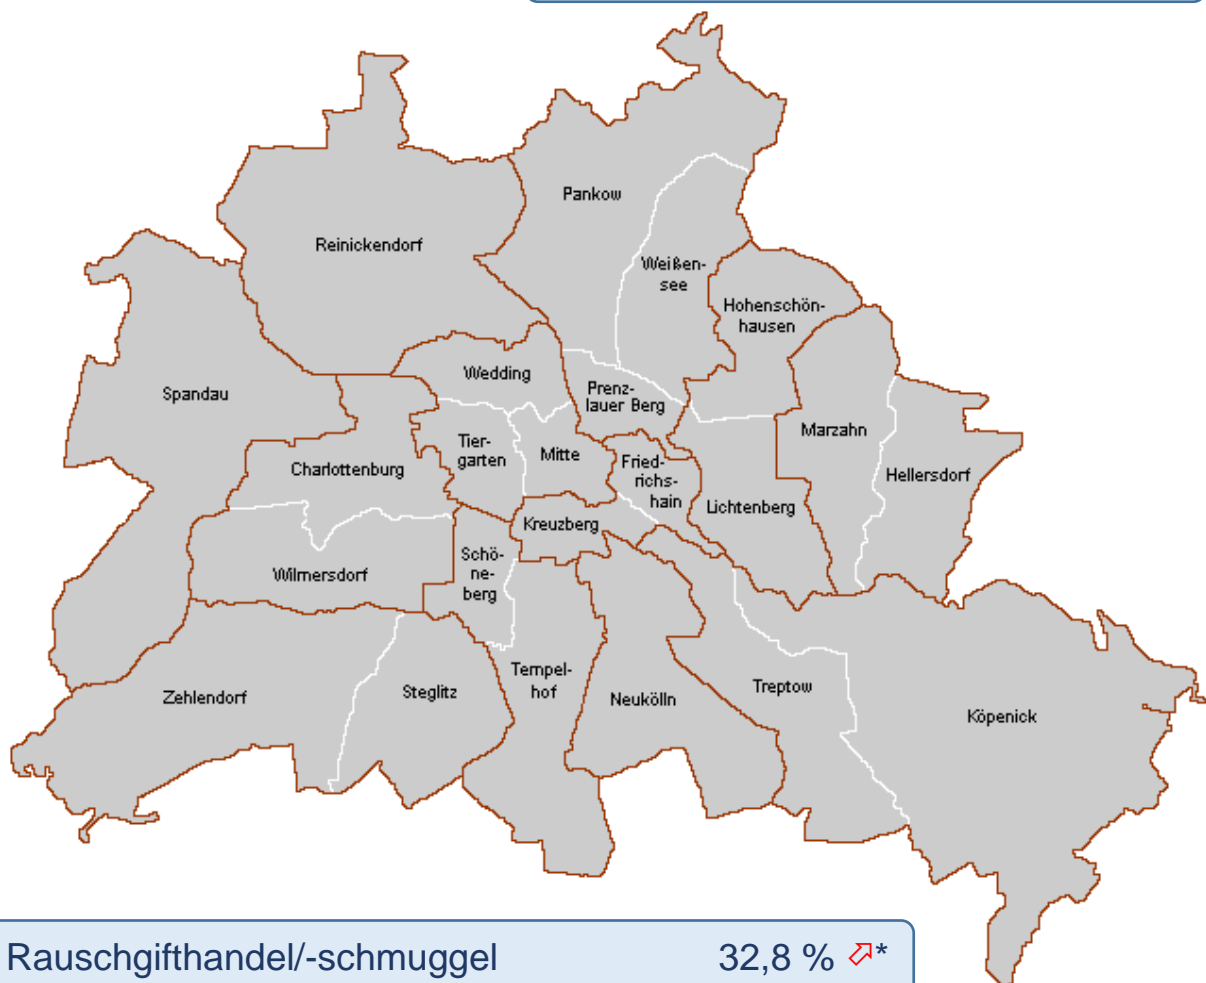 Pankow
Reinickendorf
Weißen-
see
Hohenschön-
hausen
Wedding
Spandau
Prenz-
lauer Berg
Marzahn
Tier-
garten
Mitte
Charlottenburg
Fried-
richs-
hain
Hellersdorf
Lichtenberg
Kreuzberg
Schö-
ne-
berg
Wilmersdorf
Zehlendorf
Steglitz
Tempel-
hof
Neukölln
Treptow
Köpenick
Rauschgifthandel/-schmuggel 32,8 % ⬀*